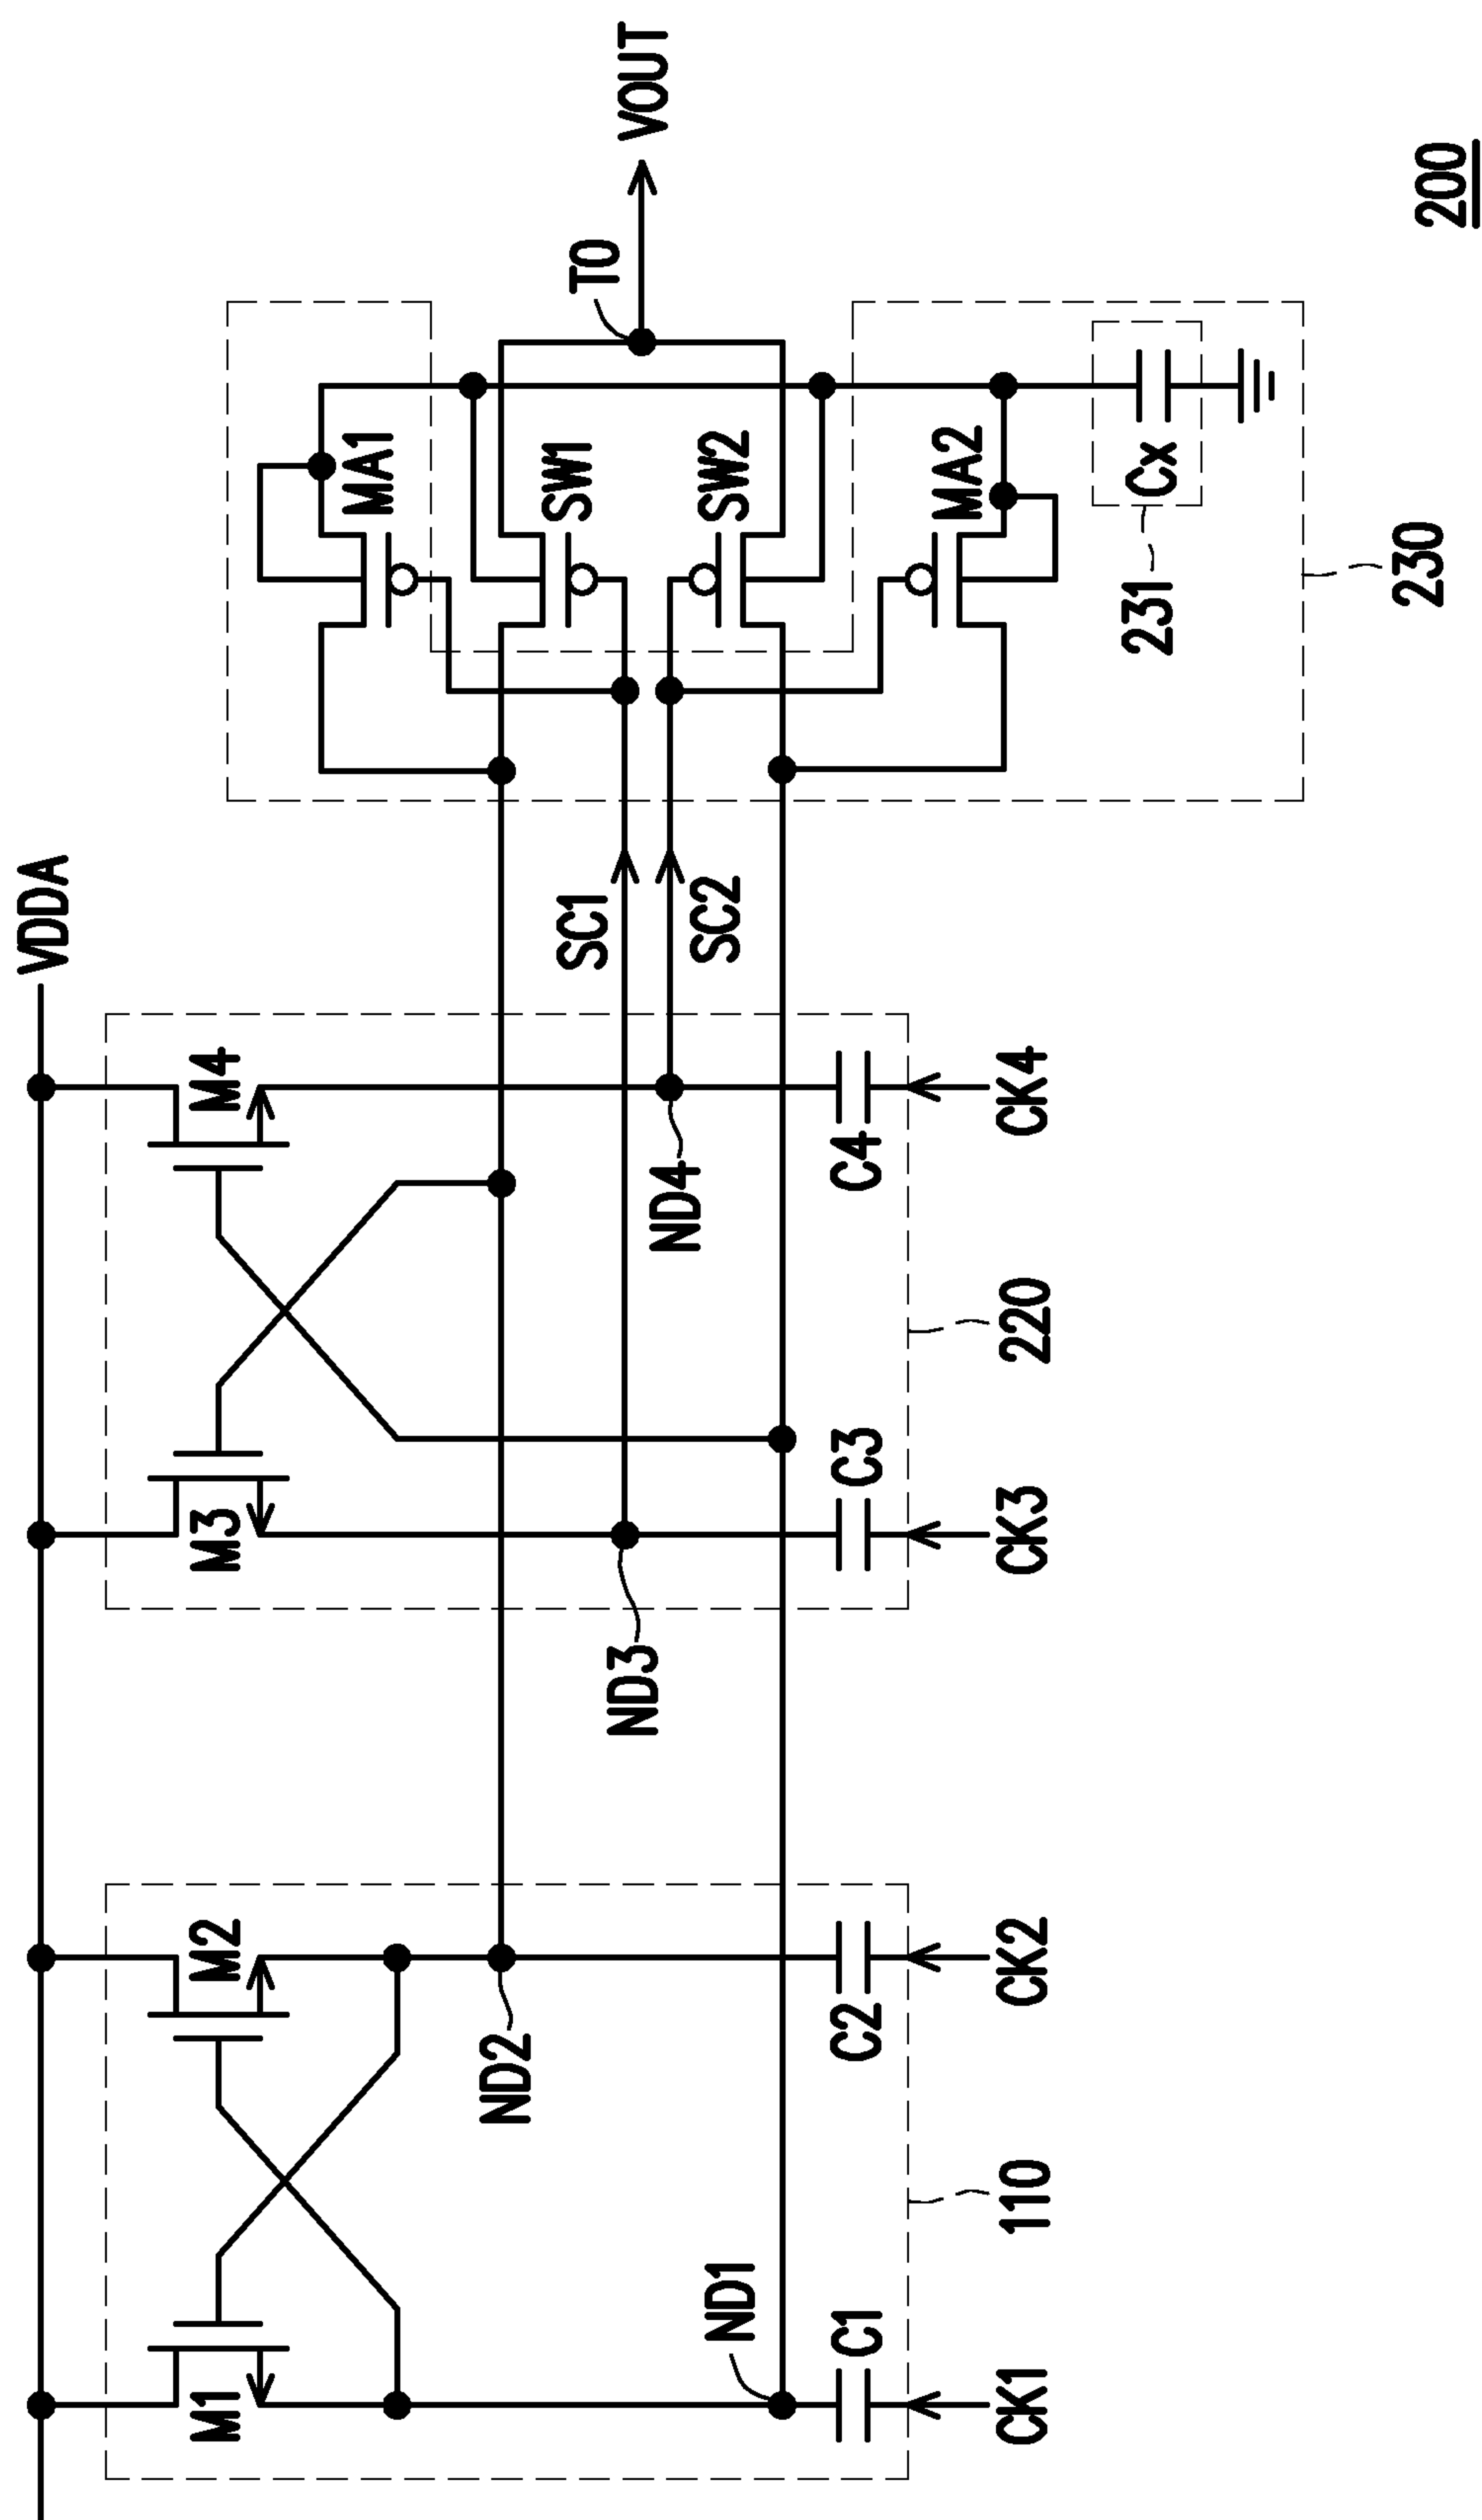 VDDA
M1
M2
M3
M4
MA1
SW1
SW2
MA2
T0
VOUT
SC1
SC2
ND1
ND2
ND3
ND4
C1
C2
C3
C4
Cx
231
CK1
CK2
CK3
CK4
110
220
230
200